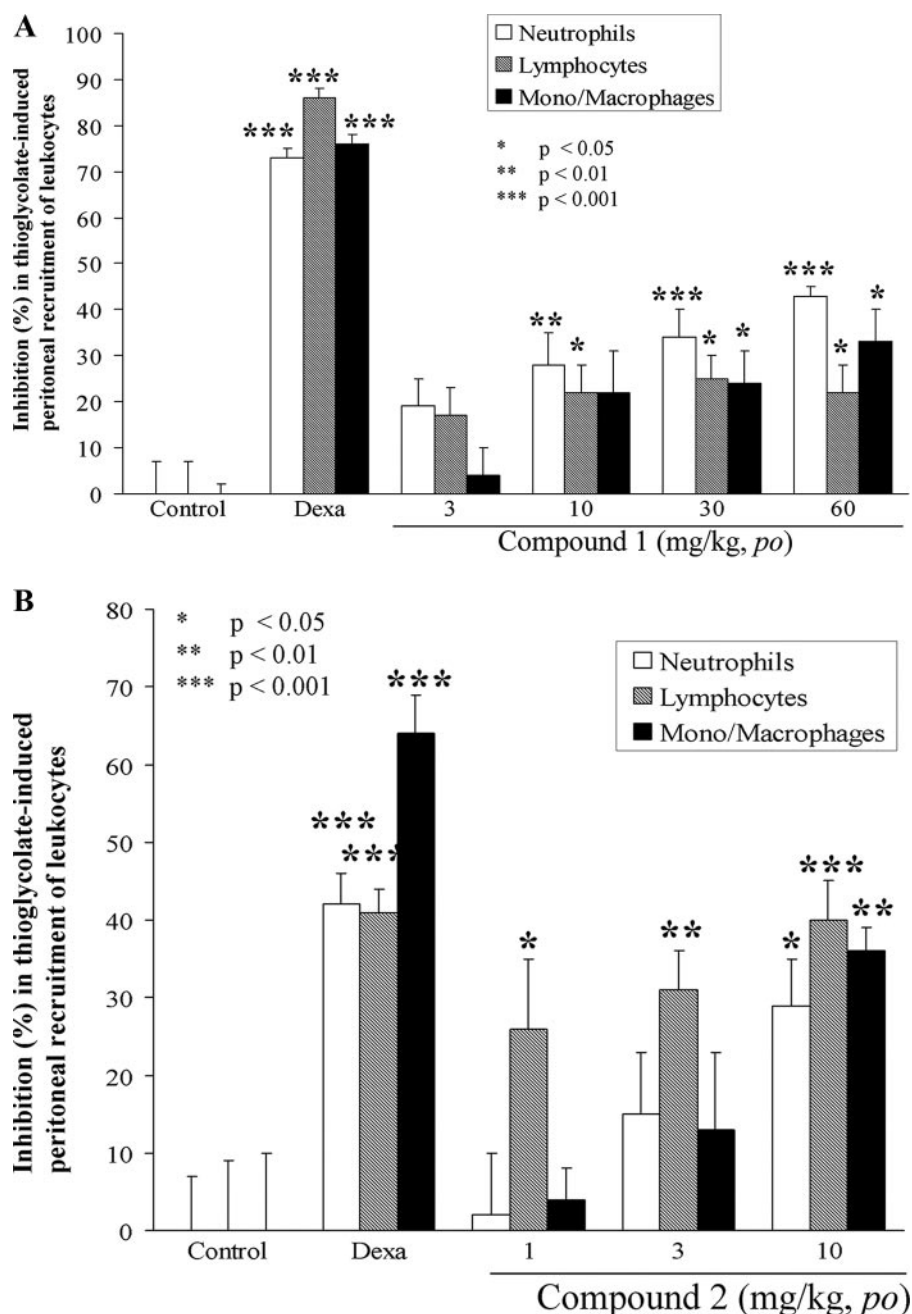 A
Inhibition (%) in thioglycolate-induced
peritoneal recruitment of leukocytes
100
90
80
70
60
50
40
30
20
10
0
Neutrophils
Lymphocytes
Mono/Macrophages
* p < 0.05
** p < 0.01
*** p < 0.001
*** *** ***
** *
*** * *
*** * *
Control Dexa 3 10 30 60
Compound 1 (mg/kg, po)
B
Inhibition (%) in thioglycolate-induced
peritoneal recruitment of leukocytes
80
70
60
50
40
30
20
10
0
* p < 0.05
** p < 0.01
*** p < 0.001
Neutrophils
Lymphocytes
Mono/Macrophages
*** *** ***
*
**
* *** **
Control Dexa 1 3 10
Compound 2 (mg/kg, po)